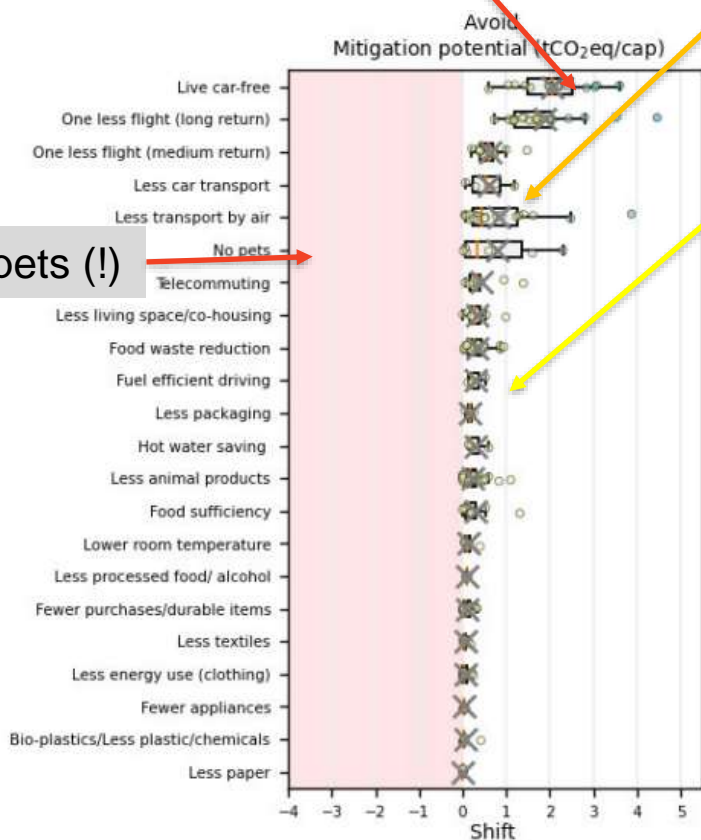 Avoid
Mitigation potential (tCO₂eq/cap)
Live car-free
One less flight (long return)
One less flight (medium return)
Less car transport
Less transport by air
pets (!)
No pets
Telecommuting
Less living space/co-housing
Food waste reduction
Fuel efficient driving
Less packaging
Hot water saving
Less animal products
Food sufficiency
Lower room temperature
Less processed food/ alcohol
Fewer purchases/durable items
Less textiles
Less energy use (clothing)
Fewer appliances
Bio-plastics/Less plastic/chemicals
Less paper
−4 −3 −2 −1 0 1 2 3 4 5
Shift